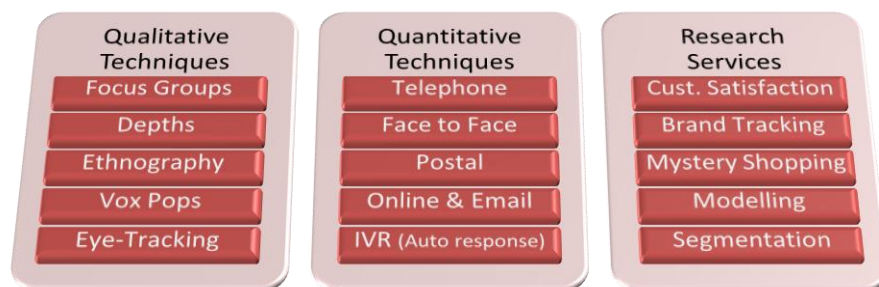 Qualitative
Techniques
Focus Groups
Depths
Ethnography
Vox Pops
Eye-Tracking
Quantitative
Techniques
Telephone
Face to Face
Postal
Online & Email
IVR (Auto response)
Research
Services
Cust. Satisfaction
Brand Tracking
Mystery Shopping
Modelling
Segmentation